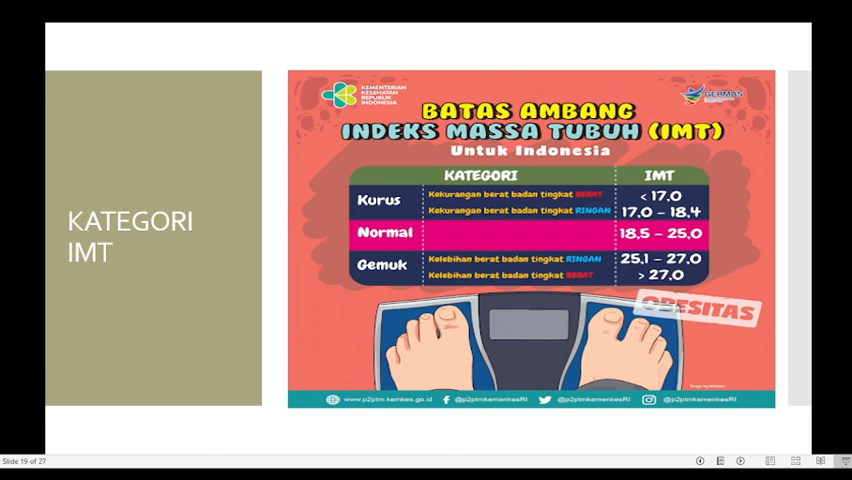 KATEGORI
IMT
KEMENTERIAN
KESEHATAN
REPUBLIK
INDONESIA
GERMAS
BATAS AMBANG
INDEKS MASSA TUBUH (IMT)
Untuk Indonesia
KATEGORI IMT
Kurus
Kekurangan berat badan tingkat BERAT < 17,0
Kekurangan berat badan tingkat RINGAN 17,0 – 18,4
Normal 18,5 – 25,0
Gemuk
Kelebihan berat badan tingkat RINGAN 25,1 – 27,0
Kelebihan berat badan tingkat BERAT > 27,0
OBESITAS
www.p2ptm.kemkes.go.id @p2ptmkemenkesRI @p2ptmkemenkesRI @p2ptmkemenkesRI
Slide 19 of 27